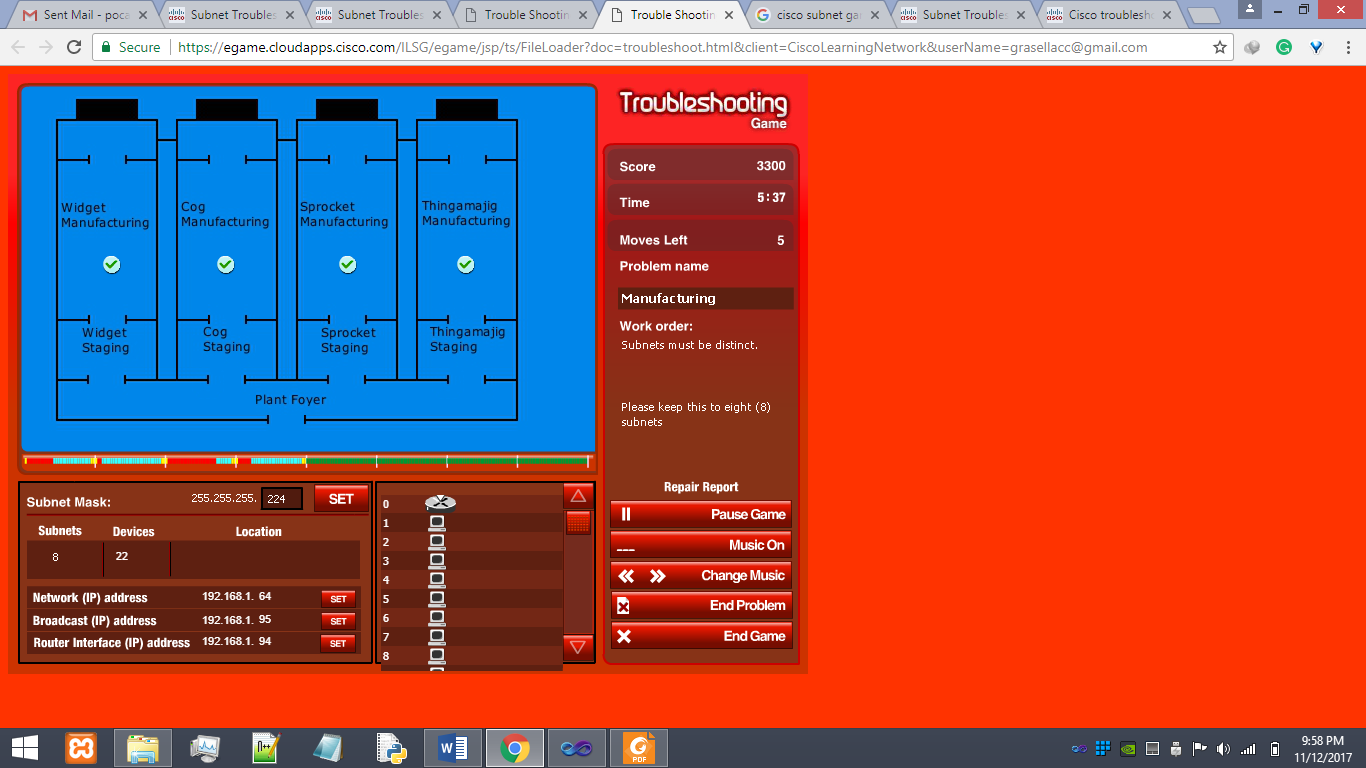 Sent Mail - poca
Subnet Troubles
Subnet Troubles
Trouble Shootin
Trouble Shootin
cisco subnet ga
Subnet Troubles
Cisco troublesho
Secure https://egame.cloudapps.cisco.com/ILSG/egame/jsp/ts/FileLoader?doc=troubleshoot.html&client=CiscoLearningNetwork&userName=grasellacc@gmail.com
Widget
Manufacturing
Cog
Manufacturing
Sprocket
Manufacturing
Thingamajig
Manufacturing
Widget
Staging
Cog
Staging
Sprocket
Staging
Thingamajig
Staging
Plant Foyer
Troubleshooting
Game
Score 3300
Time 5:37
Moves Left 5
Problem name
Manufacturing
Work order:
Subnets must be distinct.
Please keep this to eight (8)
subnets
Repair Report
Pause Game
Music On
Change Music
End Problem
End Game
Subnet Mask: 255.255.255. 224 SET
Subnets Devices Location
8 22
Network (IP) address 192.168.1. 64 SET
Broadcast (IP) address 192.168.1. 95 SET
Router Interface (IP) address 192.168.1. 94 SET
0
1
2
3
4
5
6
7
8
9:58 PM
11/12/2017